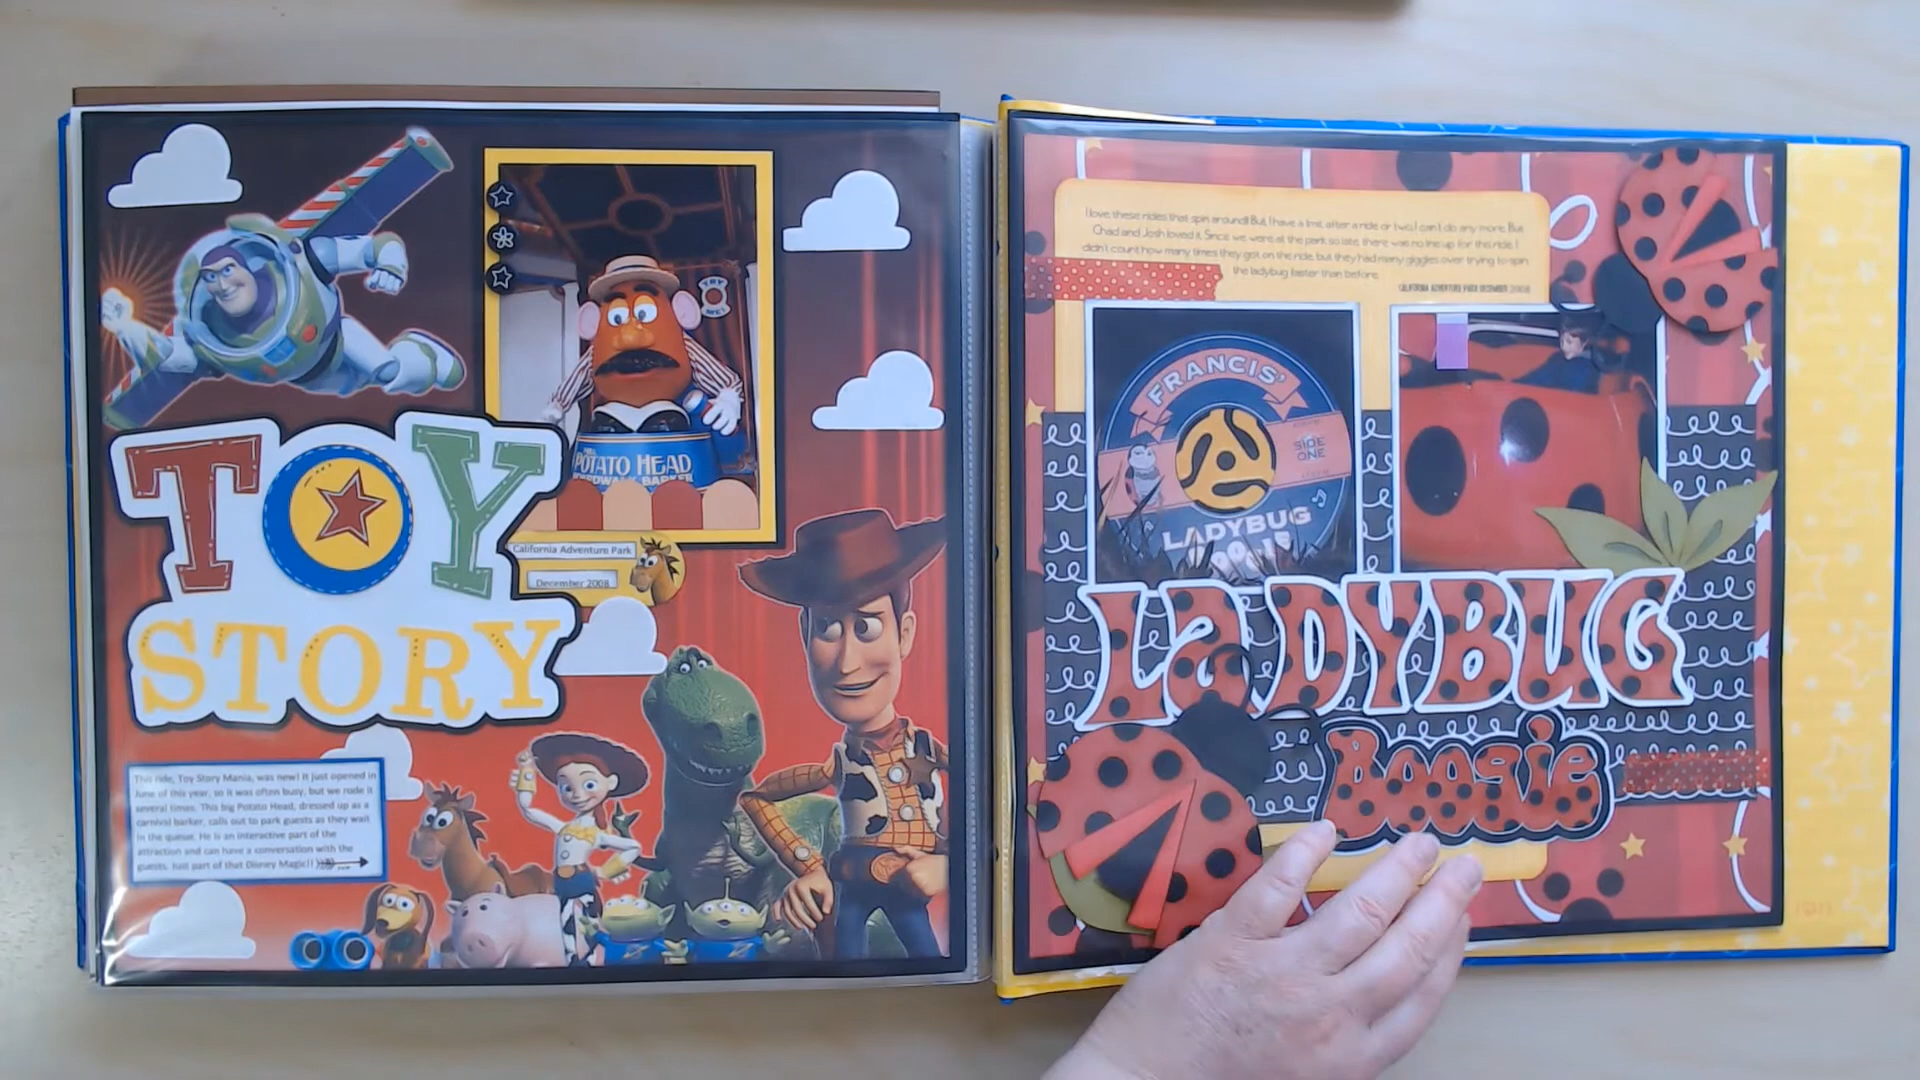 TOY
MR.
POTATO HEAD
MIDWAY BARKER
TOY
STORY
California Adventure Park
December 2008
This ride, Toy Story Mania, was new! It just opened in
June of this year, so it was often busy, but we rode it
several times. This big Potato Head, dressed up as a
carnival barker, calls out to park guests as they wait
in the queue. He is an interactive part of the
attraction and can have a conversation with the
guests. Just part of that Disney Magic!!
I love these rides that spin around! But, I have a limit, after a ride or two I can't do any more. But
Chad and Josh loved it. Since we were at the park so late, there was no line up for this ride. I
didn't count how many times they got on the ride, but they had many giggles over trying to spin
the ladybug faster than before.
CALIFORNIA ADVENTURE PARK DECEMBER 2008
FRANCIS'
SIDE
ONE
LADYBUG
BOOGIE
LADYBUG
Boogie